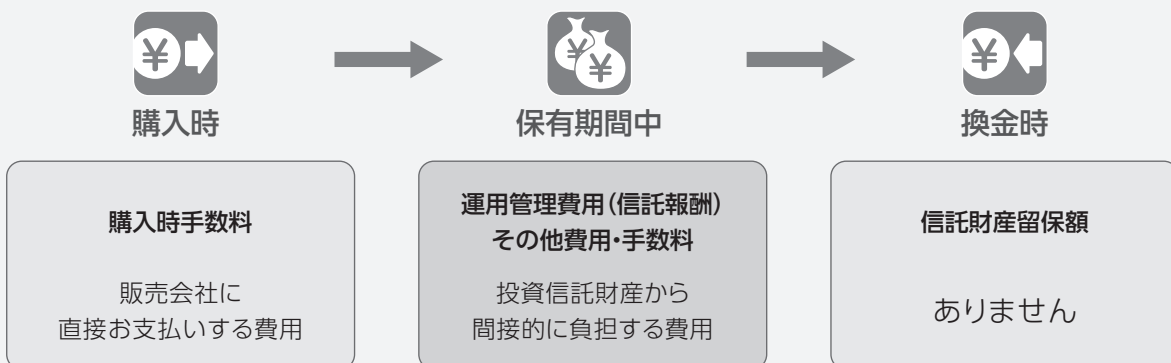 ¥
¥
¥
¥
購入時
保有期間中
換金時
購入時手数料
販売会社に
直接お支払いする費用
運用管理費用(信託報酬)
その他費用・手数料
投資信託財産から
間接的に負担する費用
信託財産留保額
ありません